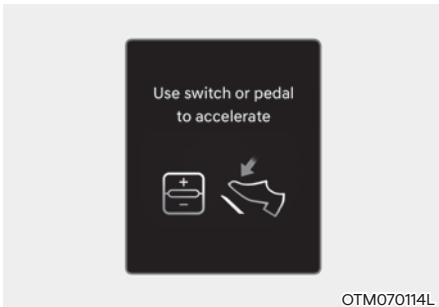 Use switch or pedal
to accelerate
+
−
OTM070114L